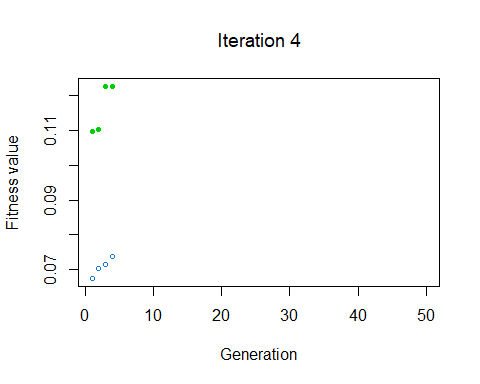 Iteration 4
Fitness value
0.11
0.09
0.07
0 10 20 30 40 50
Generation